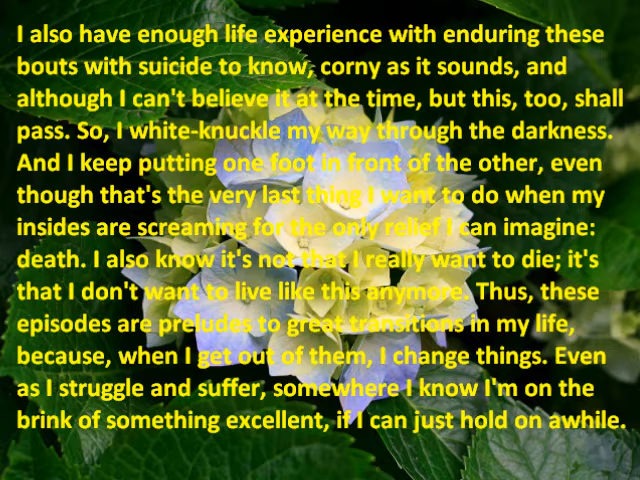 I also have enough life experience with enduring these
bouts with suicide to know, corny as it sounds, and
although I can't believe it at the time, but this, too, shall
pass. So, I white-knuckle my way through the darkness.
And I keep putting one foot in front of the other, even
though that's the very last thing I want to do when my
insides are screaming for the only relief I can imagine:
death. I also know it's not that I really want to die; it's
that I don't want to live like this anymore. Thus, these
episodes are preludes to great transitions in my life,
because, when I get out of them, I change things. Even
as I struggle and suffer, somewhere I know I'm on the
brink of something excellent, if I can just hold on awhile.